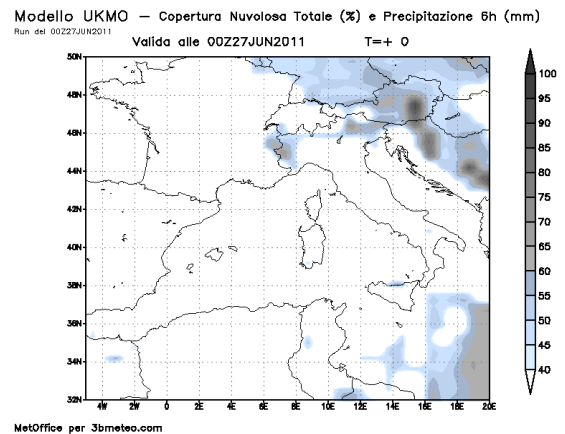 Modello UKMO – Copertura Nuvolosa Totale (%) e Precipitazione 6h (mm)
Run del 00Z27JUN2011
Valida alle 00Z27JUN2011 T=+ 0
50N
48N
46N
44N
42N
40N
38N
36N
34N
32N
4W 2W 0 2E 4E 6E 8E 10E 12E 14E 16E 18E 20E
100
95
90
85
80
75
70
65
60
55
50
45
40
MetOffice per 3bmeteo.com